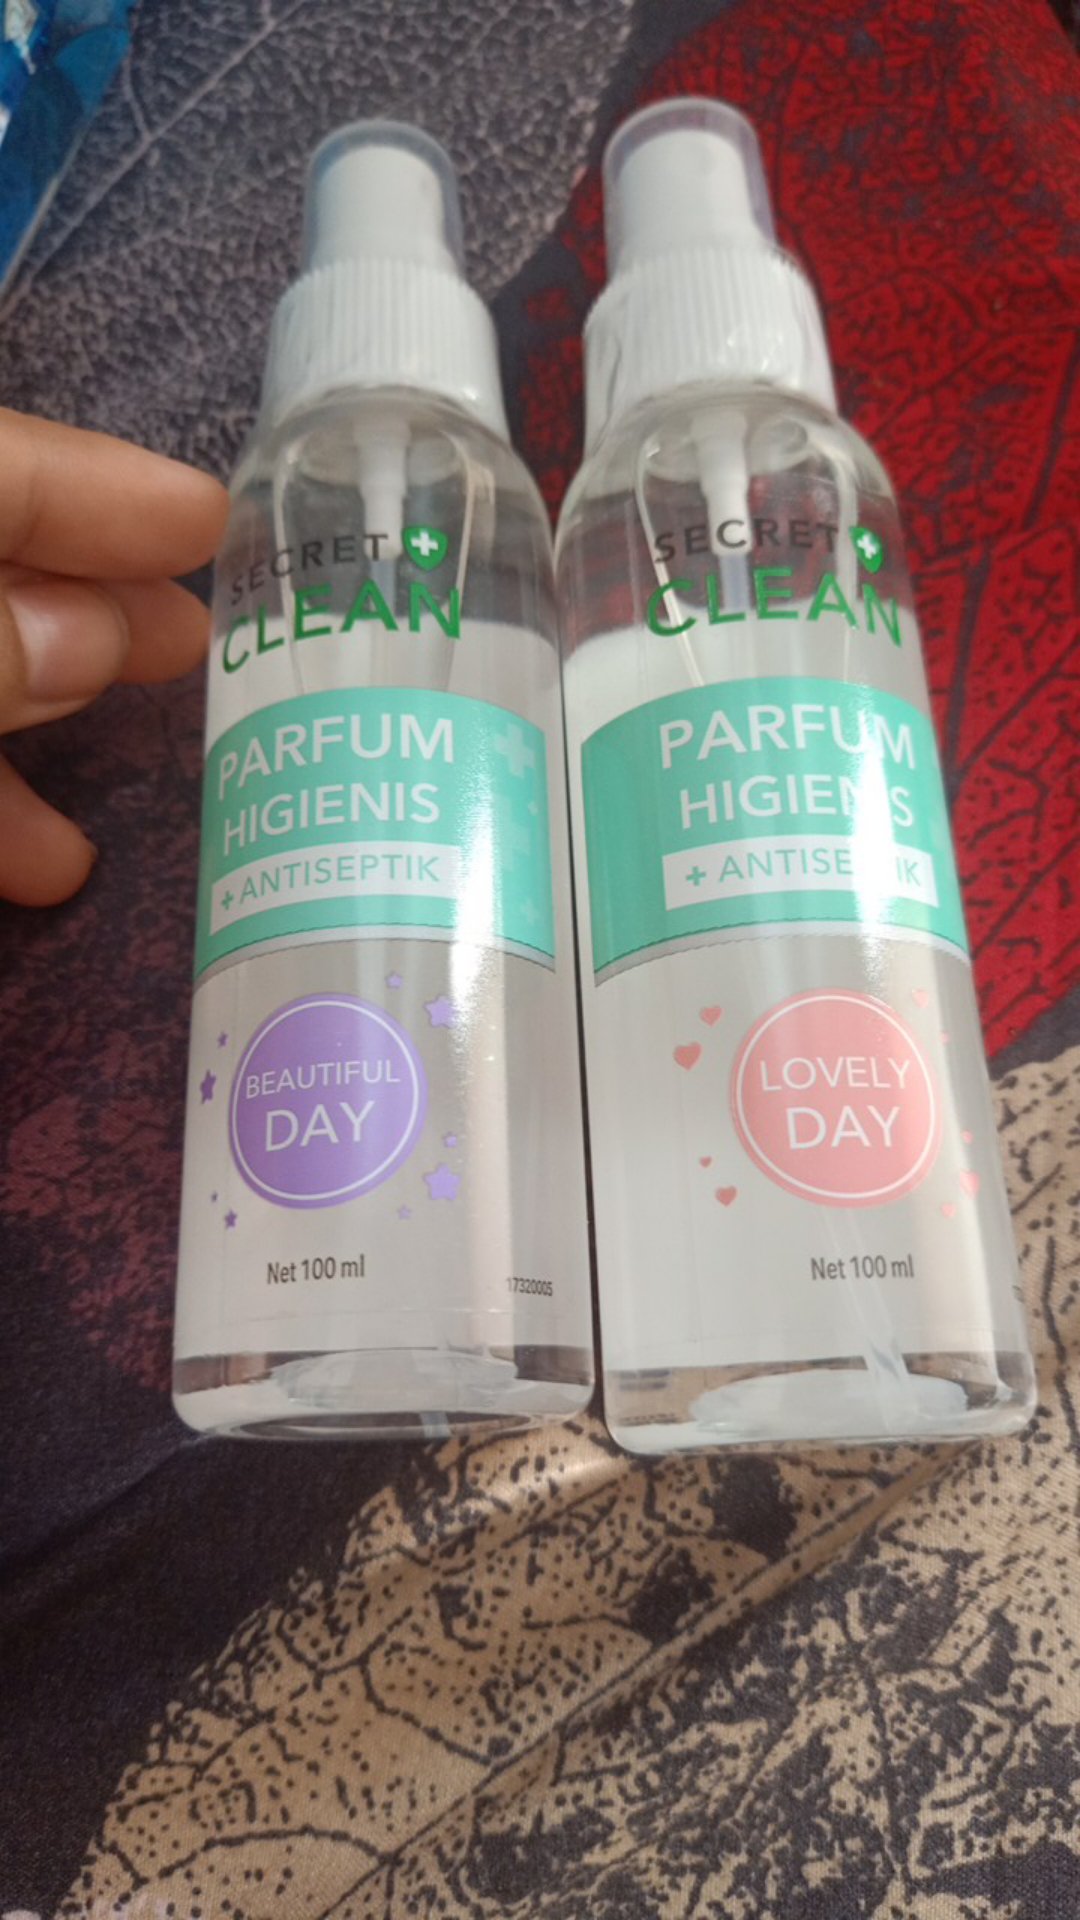 SECRET
CLEAN
PARFUM
HIGIENIS
+ ANTISEPTIK
BEAUTIFUL
DAY
Net 100 ml
17320005
SECRET
CLEAN
PARFUM
HIGIENIS
+ ANTISEPTIK
LOVELY
DAY
Net 100 ml